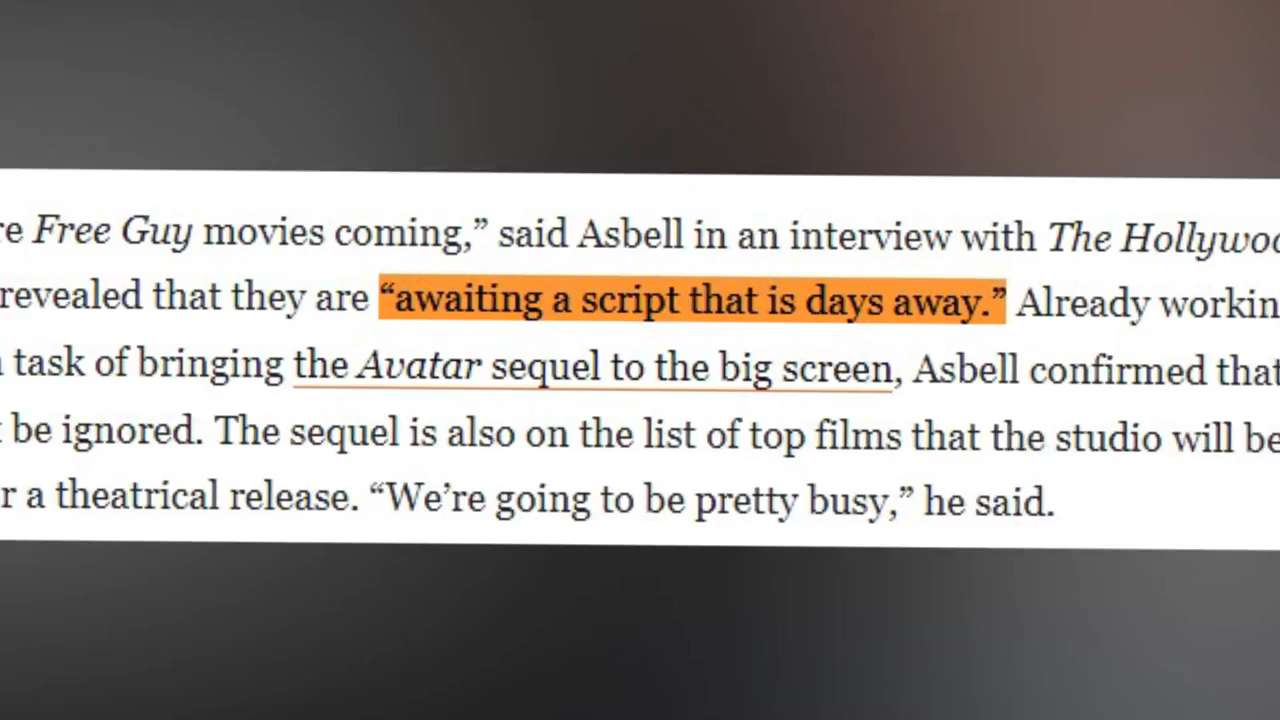 re Free Guy movies coming,” said Asbell in an interview with The Hollywoo
revealed that they are “awaiting a script that is days away.” Already workin
task of bringing the Avatar sequel to the big screen, Asbell confirmed that
be ignored. The sequel is also on the list of top films that the studio will be
r a theatrical release. “We’re going to be pretty busy,” he said.